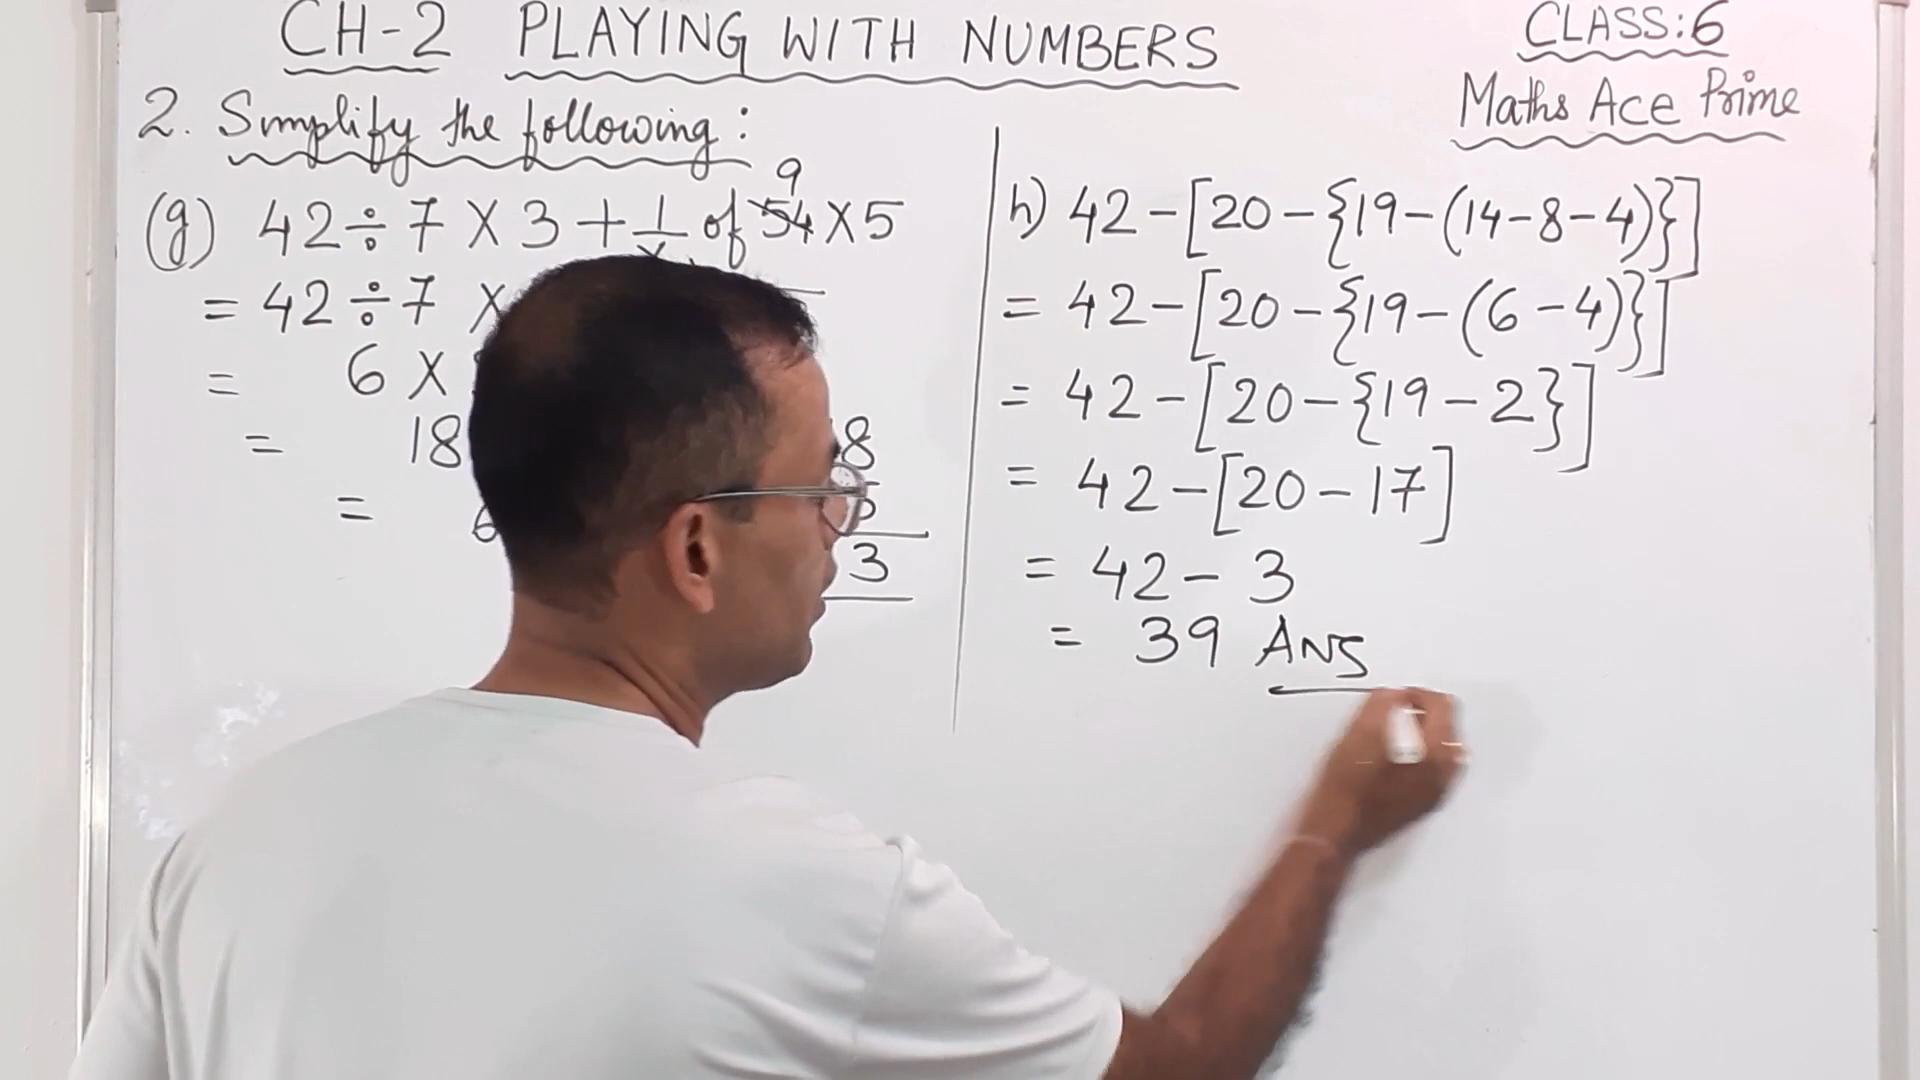 CH-2 PLAYING WITH NUMBERS
CLASS:6
Maths Ace Prime
2. Simplify the following:
9
(g) 42÷7×3+1/ of 54×5
= 42÷7×
= 6×
= 18 8
= 6
3
h) 42-[20-{19-(14-8-4)}]
= 42-[20-{19-(6-4)}]
= 42-[20-{19-2}]
= 42-[20-17]
= 42-3
= 39 Ans